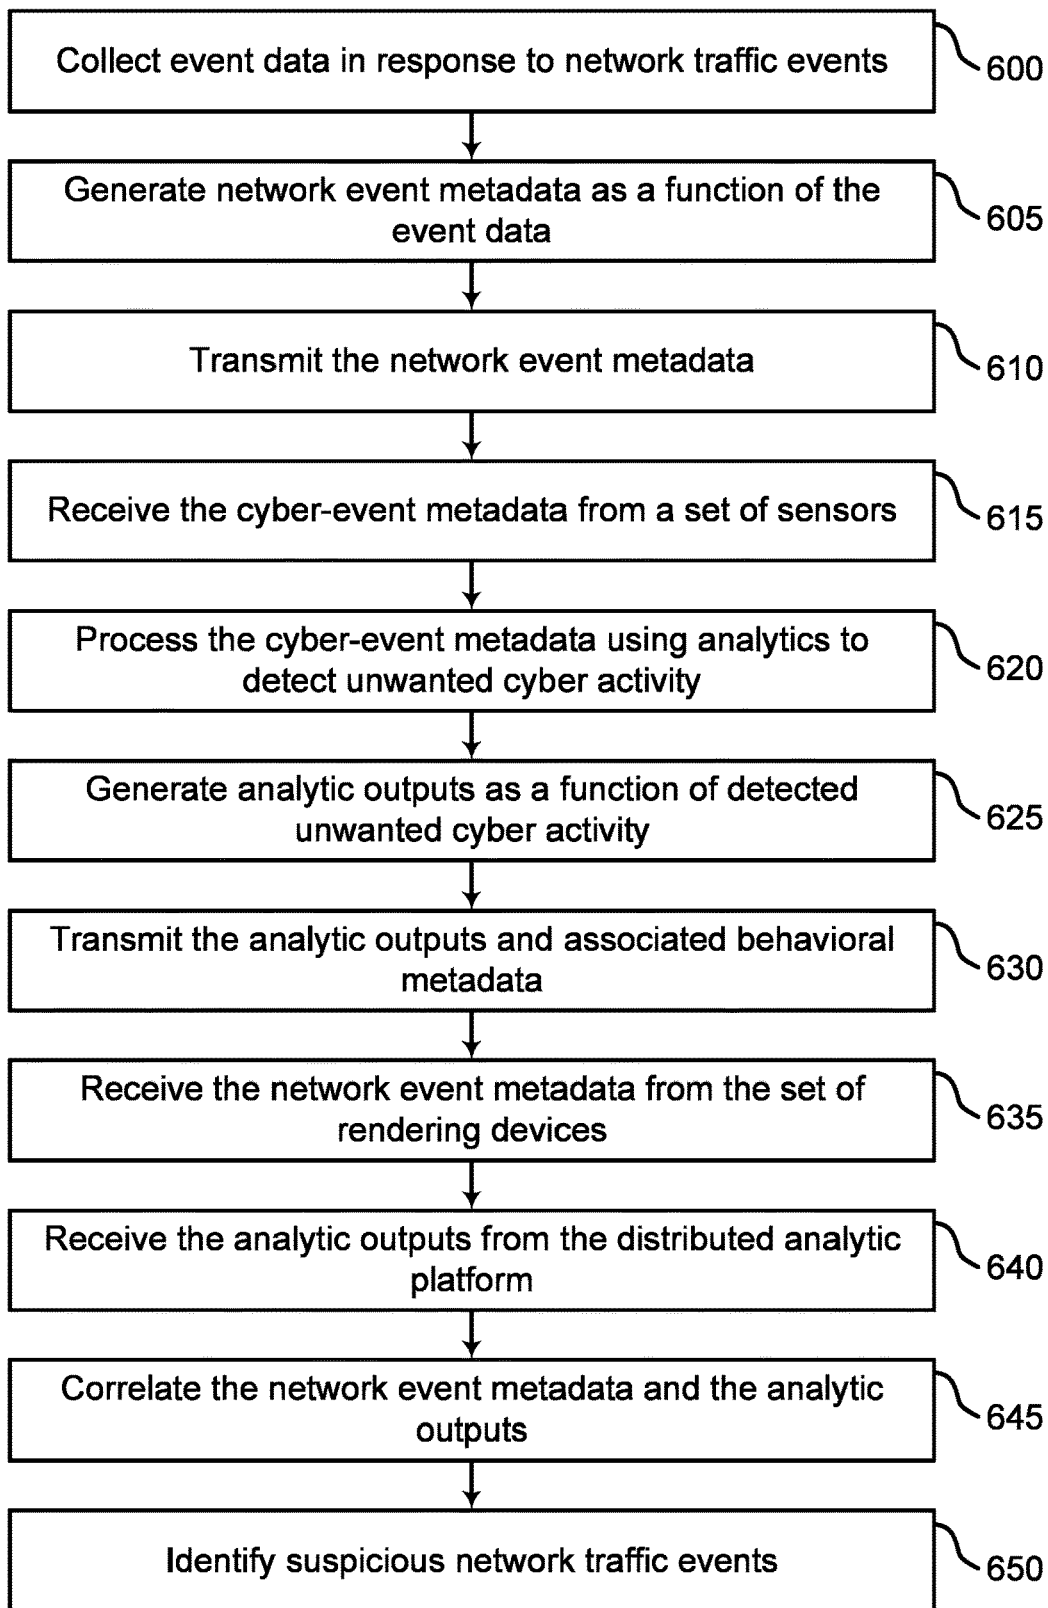 Collect event data in response to network traffic events
600
Generate network event metadata as a function of the
event data
605
Transmit the network event metadata
610
Receive the cyber-event metadata from a set of sensors
615
Process the cyber-event metadata using analytics to
detect unwanted cyber activity
620
Generate analytic outputs as a function of detected
unwanted cyber activity
625
Transmit the analytic outputs and associated behavioral
metadata
630
Receive the network event metadata from the set of
rendering devices
635
Receive the analytic outputs from the distributed analytic
platform
640
Correlate the network event metadata and the analytic
outputs
645
Identify suspicious network traffic events
650